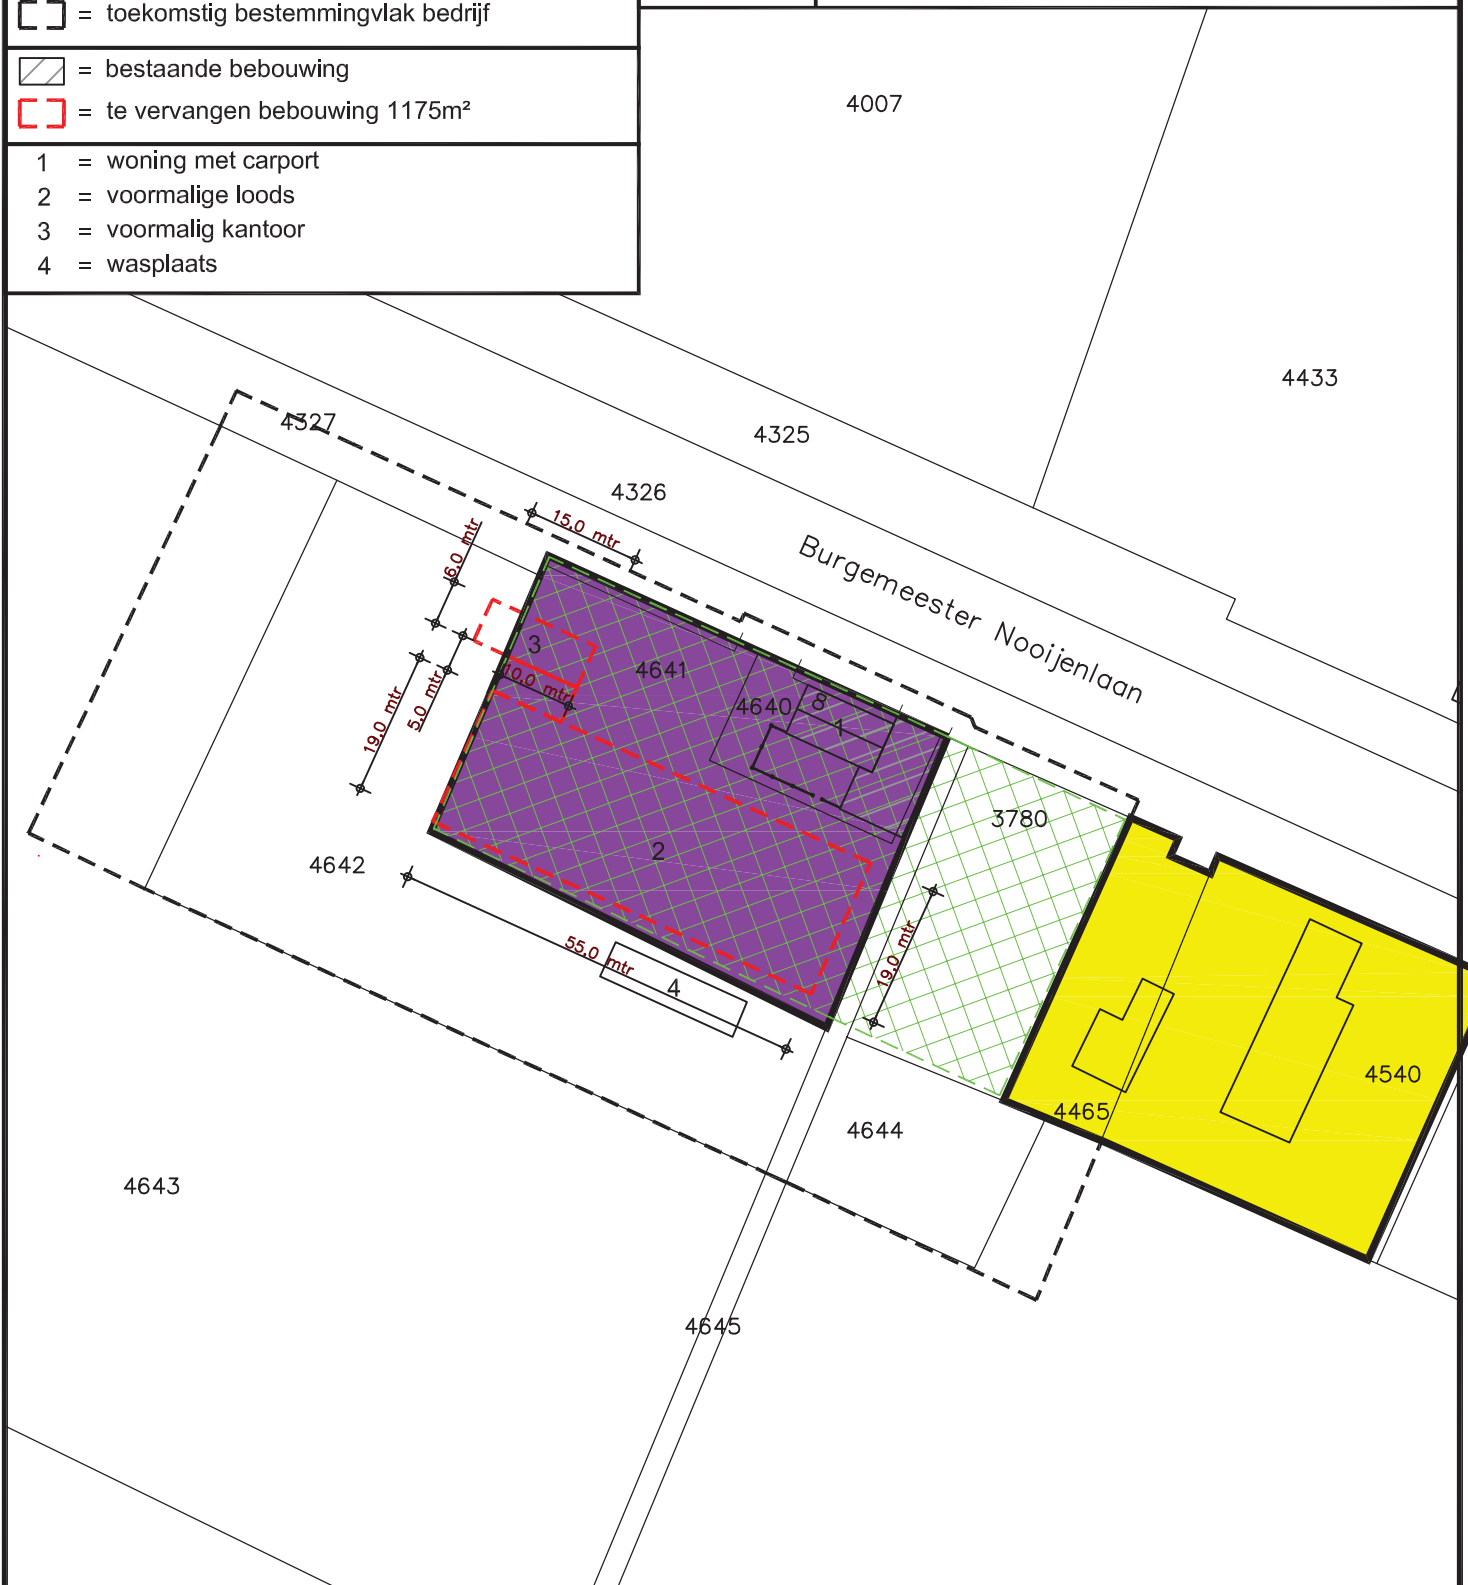 = toekomstig bestemmingvlak bedrijf
= bestaande bebouwing
= te vervangen bebouwing 1175m²
1 = woning met carport
2 = voormalige loods
3 = voormalig kantoor
4 = wasplaats
4007
4433
4327
4325
4326
15,0 mtr
Burgemeester Nooijenlaan
6,0 mtr
3
4641
10,0 mtr
4640
8
1
19,0 mtr
5,0 mtr
3780
2
4642
19,0 mtr
55,0 mtr
4
4540
4465
4644
4643
4645